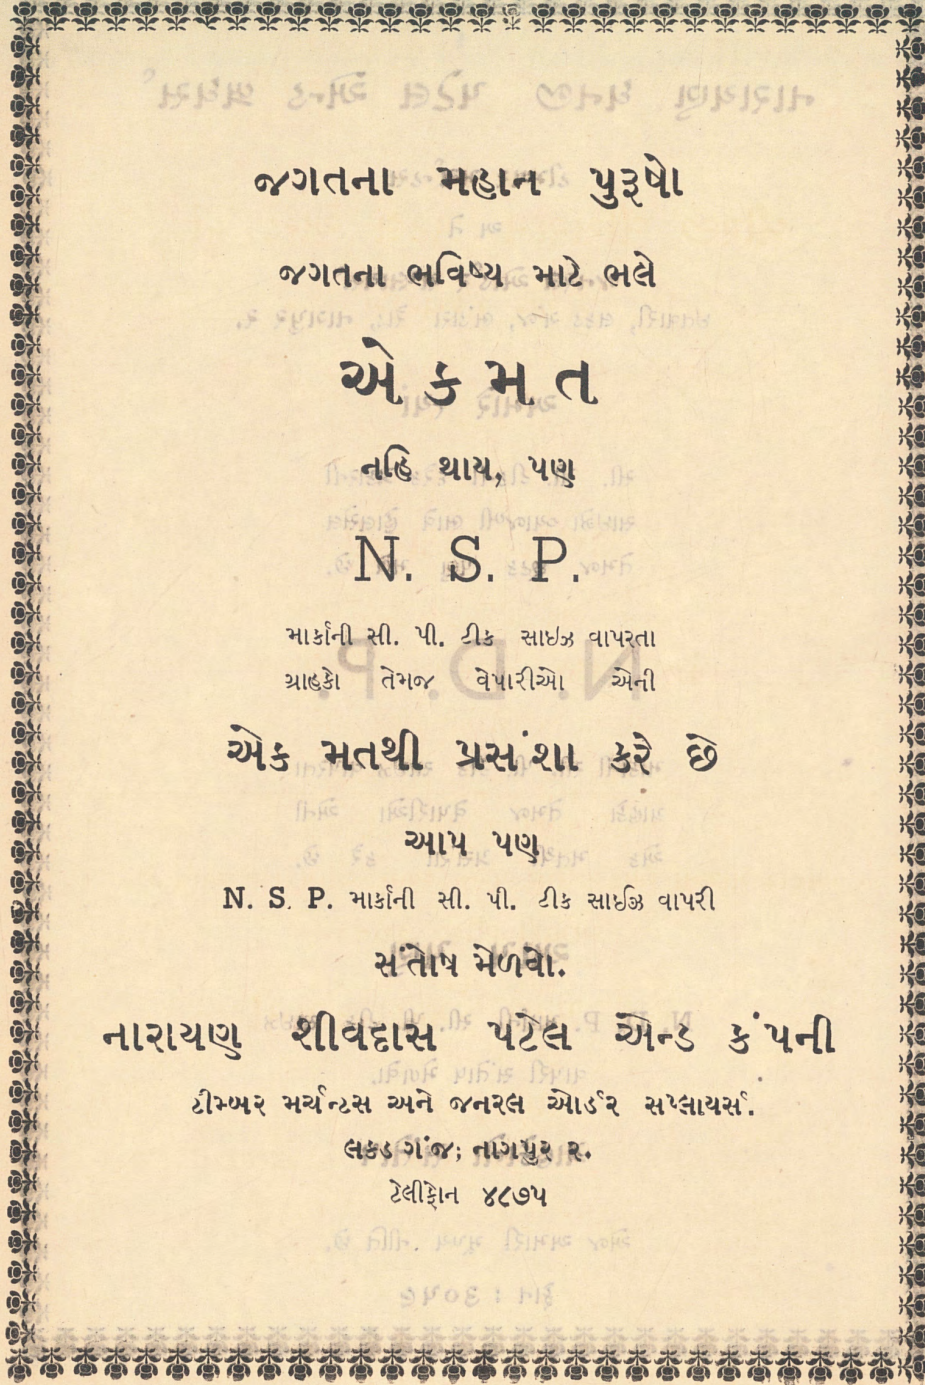 જગતના મહાન પુરૂષો
જગતના ભવિષ્ય માટે ભલે
એકમત
નહિ થાય, પણ
N. S. P.
માર્કાની સી. પી. ટીક સાઇઝ વાપરતા
ગ્રાહકો તેમજ વેપારીઓ એની
એક મતથી પ્રસંશા કરે છે
આપ પણ
N. S. P. માર્કાની સી. પી. ટીક સાઈઝ વાપરી
સંતોષ મેળવો.
નારાયણ શીવદાસ પટેલ એન્ડ કંપની
ટીમ્બર મર્ચન્ટસ અને જનરલ ઓર્ડર સપ્લાયર્સ.
લકડ ગંજ; નાગપુર ૨.
ટેલીફોન ૪૮૭૫